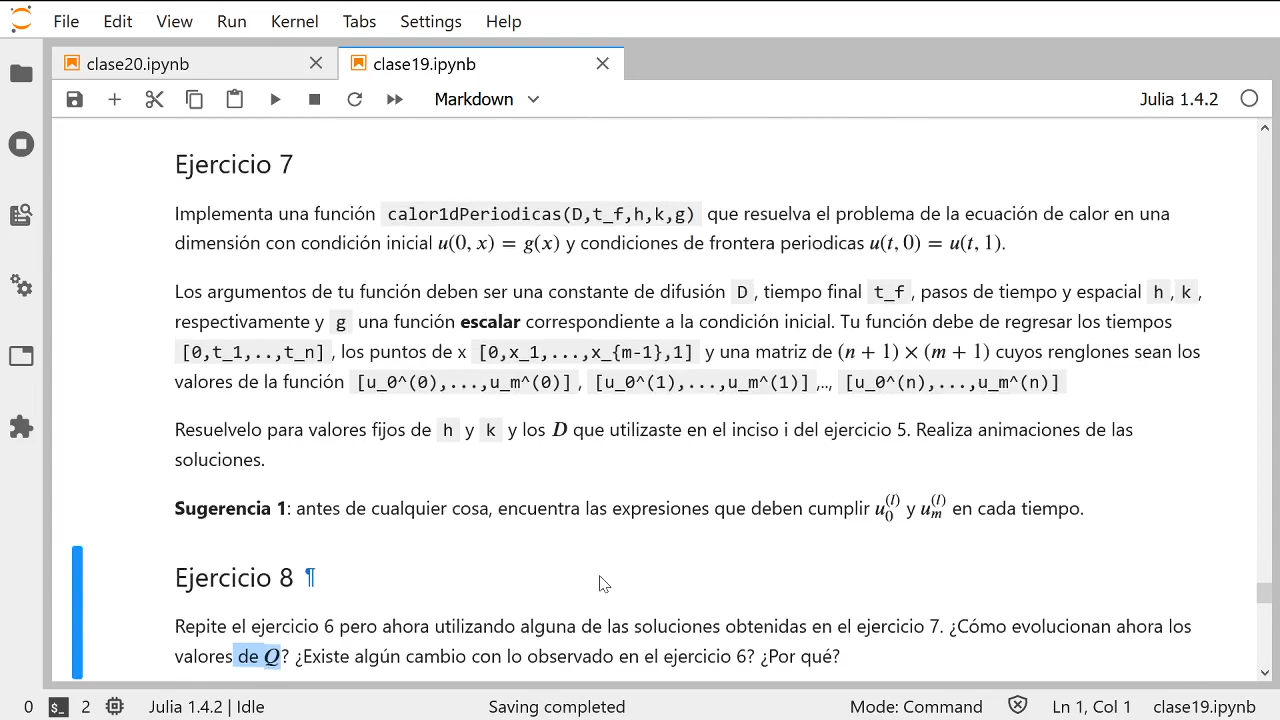 File Edit View Run Kernel Tabs Settings Help
clase20.ipynb clase19.ipynb
Markdown Julia 1.4.2
Ejercicio 7
Implementa una función calor1dPeriodicas(D,t_f,h,k,g) que resuelva el problema de la ecuación de calor en una
dimensión con condición inicial u(0, x) = g(x) y condiciones de frontera periodicas u(t, 0) = u(t, 1).
Los argumentos de tu función deben ser una constante de difusión D , tiempo final t_f , pasos de tiempo y espacial h , k ,
respectivamente y g una función escalar correspondiente a la condición inicial. Tu función debe de regresar los tiempos
[0,t_1,..,t_n] , los puntos de x [0,x_1,...,x_{m-1},1] y una matriz de (n + 1) × (m + 1) cuyos renglones sean los
valores de la función [u_0^(0),...,u_m^(0)] , [u_0^(1),...,u_m^(1)] ,.., [u_0^(n),...,u_m^(n)]
Resuelvelo para valores fijos de h y k y los D que utilizaste en el inciso i del ejercicio 5. Realiza animaciones de las
soluciones.
Sugerencia 1: antes de cualquier cosa, encuentra las expresiones que deben cumplir u_0^(l) y u_m^(l) en cada tiempo.
Ejercicio 8 ¶
Repite el ejercicio 6 pero ahora utilizando alguna de las soluciones obtenidas en el ejercicio 7. ¿Cómo evolucionan ahora los
valores de Q? ¿Existe algún cambio con lo observado en el ejercicio 6? ¿Por qué?
0 $_ 2 Julia 1.4.2 | Idle Saving completed Mode: Command Ln 1, Col 1 clase19.ipynb